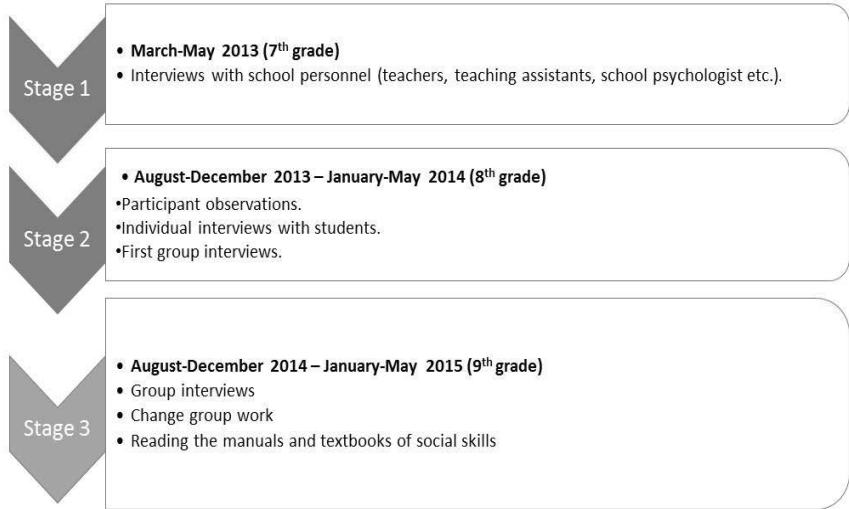 Stage 1
• March-May 2013 (7th grade)
• Interviews with school personnel (teachers, teaching assistants, school psychologist etc.).
Stage 2
• August-December 2013 – January-May 2014 (8th grade)
•Participant observations.
•Individual interviews with students.
•First group interviews.
Stage 3
• August-December 2014 – January-May 2015 (9th grade)
• Group interviews
• Change group work
• Reading the manuals and textbooks of social skills